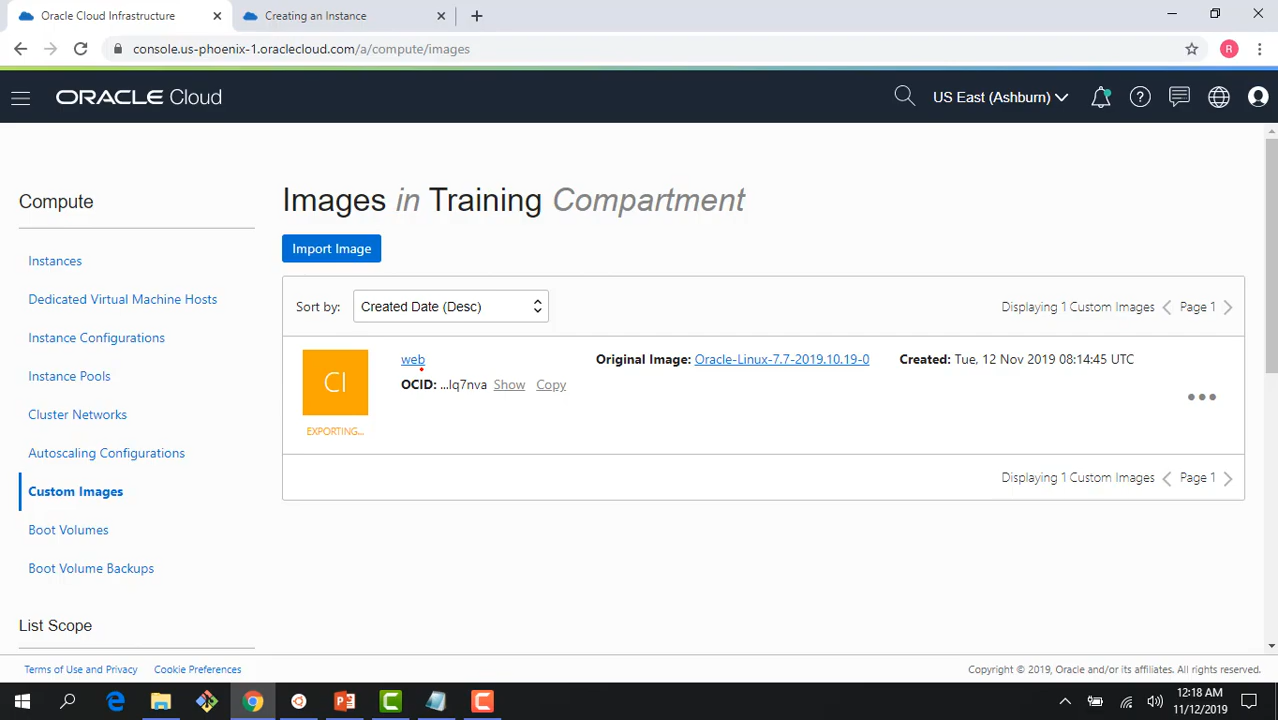 Oracle Cloud Infrastructure
Creating an Instance
console.us-phoenix-1.oraclecloud.com/a/compute/images
R
ORACLE Cloud
US East (Ashburn)
Compute
Instances
Dedicated Virtual Machine Hosts
Instance Configurations
Instance Pools
Cluster Networks
Autoscaling Configurations
Custom Images
Boot Volumes
Boot Volume Backups
List Scope
Images in Training Compartment
Import Image
Sort by: Created Date (Desc)
Displaying 1 Custom Images Page 1
CI
EXPORTING...
web
OCID: ...lq7nva Show Copy
Original Image: Oracle-Linux-7.7-2019.10.19-0
Created: Tue, 12 Nov 2019 08:14:45 UTC
Displaying 1 Custom Images Page 1
Terms of Use and Privacy Cookie Preferences
Copyright © 2019, Oracle and/or its affiliates. All rights reserved.
12:18 AM
11/12/2019